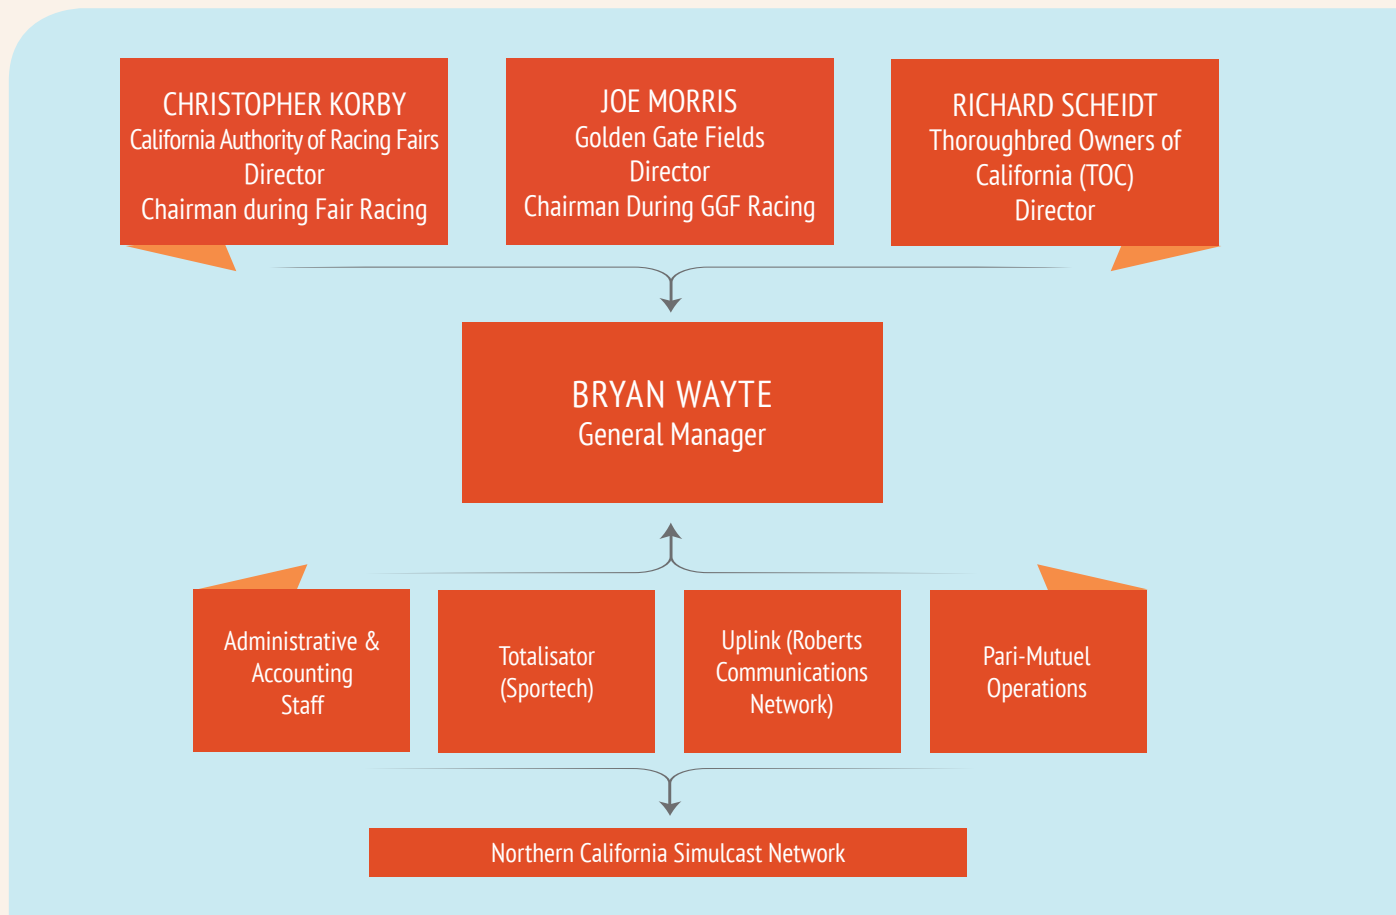 CHRISTOPHER KORBY
California Authority of Racing Fairs
Director
Chairman during Fair Racing
JOE MORRIS
Golden Gate Fields
Director
Chairman During GGF Racing
RICHARD SCHEIDT
Thoroughbred Owners of
California (TOC)
Director
BRYAN WAYTE
General Manager
Administrative &
Accounting
Staff
Totalisator
(Sportech)
Uplink (Roberts
Communications
Network)
Pari-Mutuel
Operations
Northern California Simulcast Network